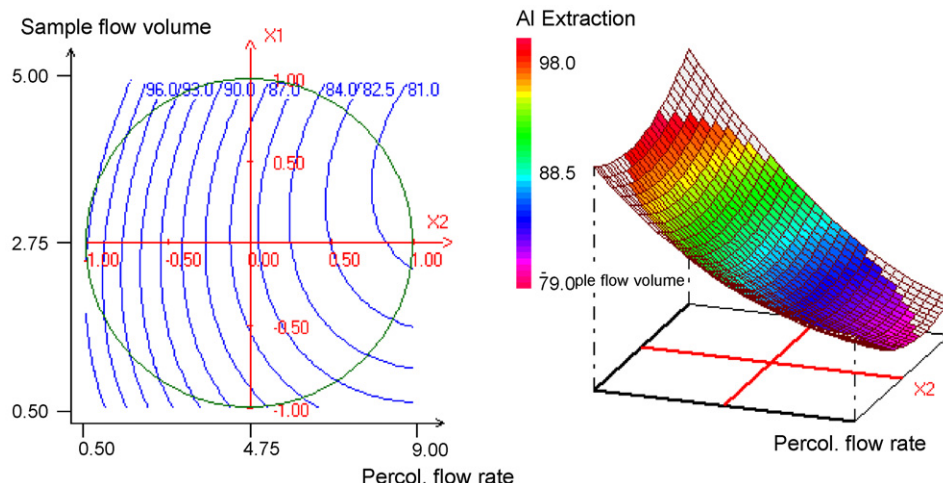 Sample flow volume
X1
5.00
1.00
96.0 93.0 90.0 87.0 84.0 82.5 81.0
0.50
X2
2.75
-1.00 -0.50 0.00 0.50 1.00
-0.50
0.50
-1.00
0.50 4.75 9.00
Percol. flow rate
Al Extraction
98.0
88.5
79.0
ple flow volume
X2
Percol. flow rate